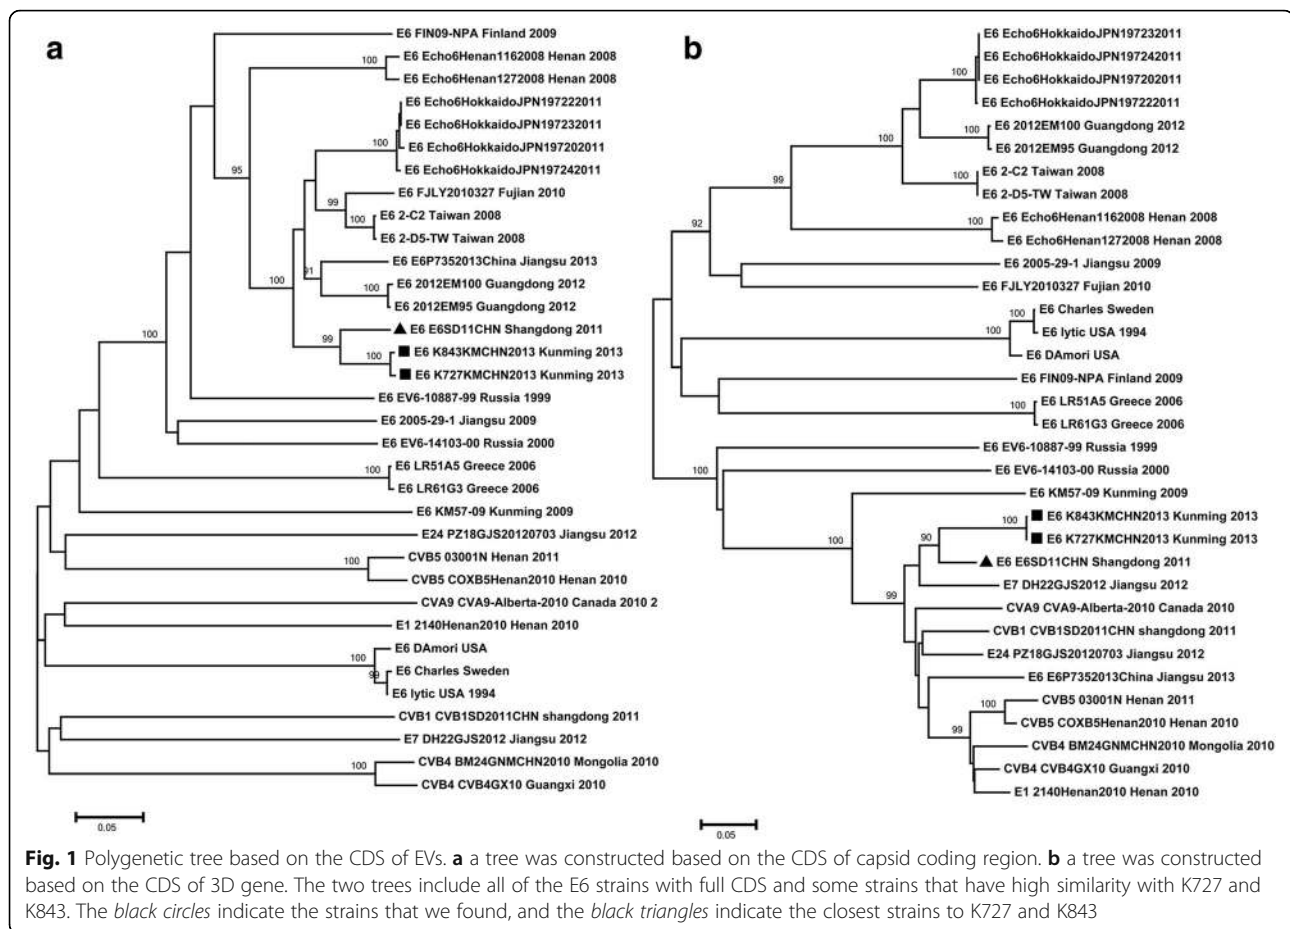 a
E6 FIN09-NPA Finland 2009
E6 Echo6Henan1162008 Henan 2008
100
E6 Echo6Henan1272008 Henan 2008
E6 Echo6HokkaidoJPN197222011
E6 Echo6HokkaidoJPN197232011
100
E6 Echo6HokkaidoJPN197202011
E6 Echo6HokkaidoJPN197242011
95
E6 FJLY2010327 Fujian 2010
99
E6 2-C2 Taiwan 2008
100
E6 2-D5-TW Taiwan 2008
E6 E6P7352013China Jiangsu 2013
91
100
E6 2012EM100 Guangdong 2012
100
E6 2012EM95 Guangdong 2012
E6 E6SD11CHN Shangdong 2011
99
E6 K843KMCHN2013 Kunming 2013
100
E6 K727KMCHN2013 Kunming 2013
100
E6 EV6-10887-99 Russia 1999
E6 2005-29-1 Jiangsu 2009
E6 EV6-14103-00 Russia 2000
E6 LR51A5 Greece 2006
100
E6 LR61G3 Greece 2006
E6 KM57-09 Kunming 2009
E24 PZ18GJS20120703 Jiangsu 2012
CVB5 03001N Henan 2011
100
CVB5 COXB5Henan2010 Henan 2010
CVA9 CVA9-Alberta-2010 Canada 2010 2
E1 2140Henan2010 Henan 2010
E6 DAmori USA
100
E6 Charles Sweden
99
E6 lytic USA 1994
CVB1 CVB1SD2011CHN shangdong 2011
E7 DH22GJS2012 Jiangsu 2012
CVB4 BM24GNMCHN2010 Mongolia 2010
100
CVB4 CVB4GX10 Guangxi 2010
0.05
b
E6 Echo6HokkaidoJPN197232011
E6 Echo6HokkaidoJPN197242011
100
E6 Echo6HokkaidoJPN197202011
E6 Echo6HokkaidoJPN197222011
E6 2012EM100 Guangdong 2012
100
100
E6 2012EM95 Guangdong 2012
E6 2-C2 Taiwan 2008
100
E6 2-D5-TW Taiwan 2008
99
E6 Echo6Henan1162008 Henan 2008
100
E6 Echo6Henan1272008 Henan 2008
92
E6 2005-29-1 Jiangsu 2009
E6 FJLY2010327 Fujian 2010
E6 Charles Sweden
100
E6 lytic USA 1994
E6 DAmori USA
E6 FIN09-NPA Finland 2009
E6 LR51A5 Greece 2006
100
E6 LR61G3 Greece 2006
E6 EV6-10887-99 Russia 1999
100
E6 EV6-14103-00 Russia 2000
E6 KM57-09 Kunming 2009
E6 K843KMCHN2013 Kunming 2013
100
E6 K727KMCHN2013 Kunming 2013
100
90
E6 E6SD11CHN Shangdong 2011
E7 DH22GJS2012 Jiangsu 2012
99
CVA9 CVA9-Alberta-2010 Canada 2010
CVB1 CVB1SD2011CHN shangdong 2011
E24 PZ18GJS20120703 Jiangsu 2012
E6 E6P7352013China Jiangsu 2013
CVB5 03001N Henan 2011
100
CVB5 COXB5Henan2010 Henan 2010
99
CVB4 BM24GNMCHN2010 Mongolia 2010
CVB4 CVB4GX10 Guangxi 2010
E1 2140Henan2010 Henan 2010
0.05
Fig. 1 Polygenetic tree based on the CDS of EVs. a a tree was constructed based on the CDS of capsid coding region. b a tree was constructed
based on the CDS of 3D gene. The two trees include all of the E6 strains with full CDS and some strains that have high similarity with K727 and
K843. The black circles indicate the strains that we found, and the black triangles indicate the closest strains to K727 and K843